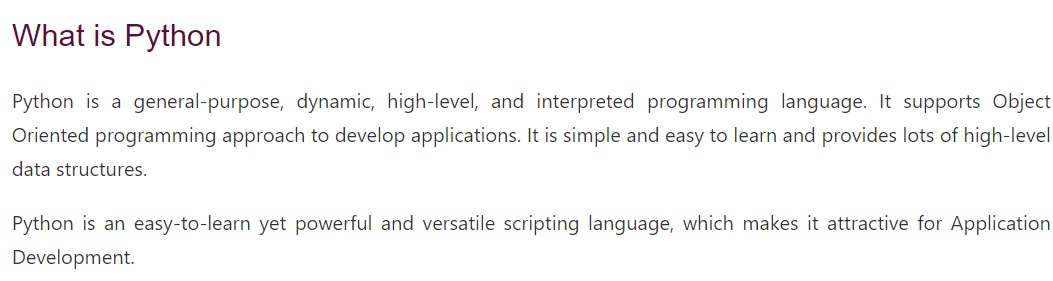 What is Python
Python is a general-purpose, dynamic, high-level, and interpreted programming language. It supports Object
Oriented programming approach to develop applications. It is simple and easy to learn and provides lots of high-level
data structures.
Python is an easy-to-learn yet powerful and versatile scripting language, which makes it attractive for Application
Development.